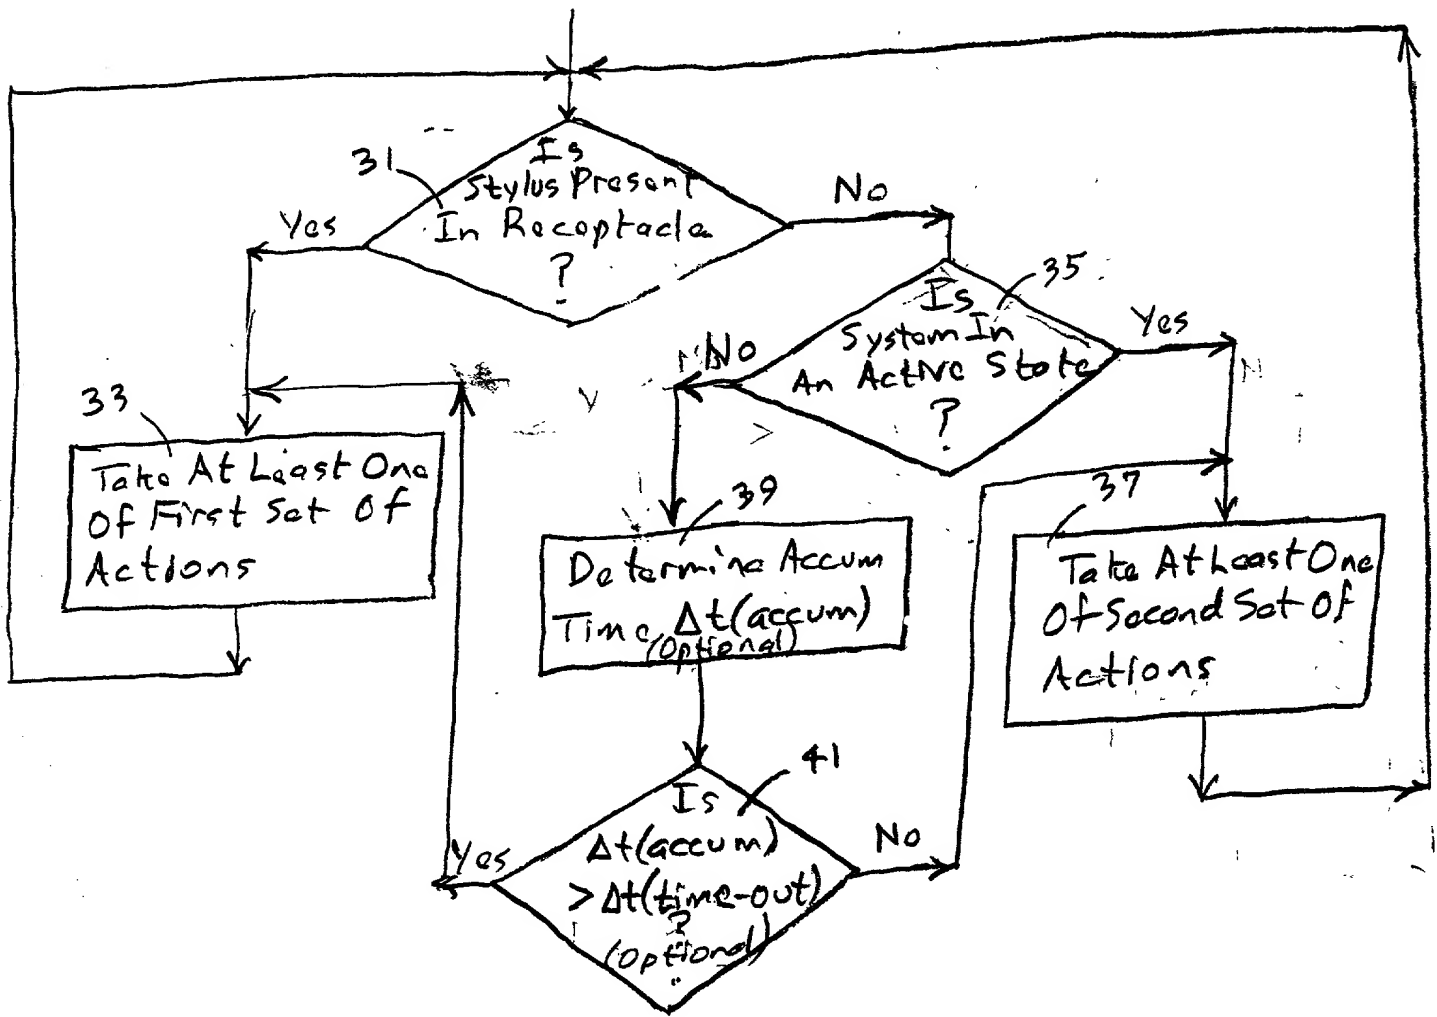 31
Is
Stylus Present
In Receptacle
?
Yes
No
35
Is
System In
An Active State
?
No
Yes
33
Take At Least One
Of First Set Of
Actions
39
Determine Accum
Time Δt(accum)
(Optional)
37
Take At Least One
Of Second Set Of
Actions
41
Is
Δt(accum)
>Δt(time-out)
?
(Optional)
Yes
No